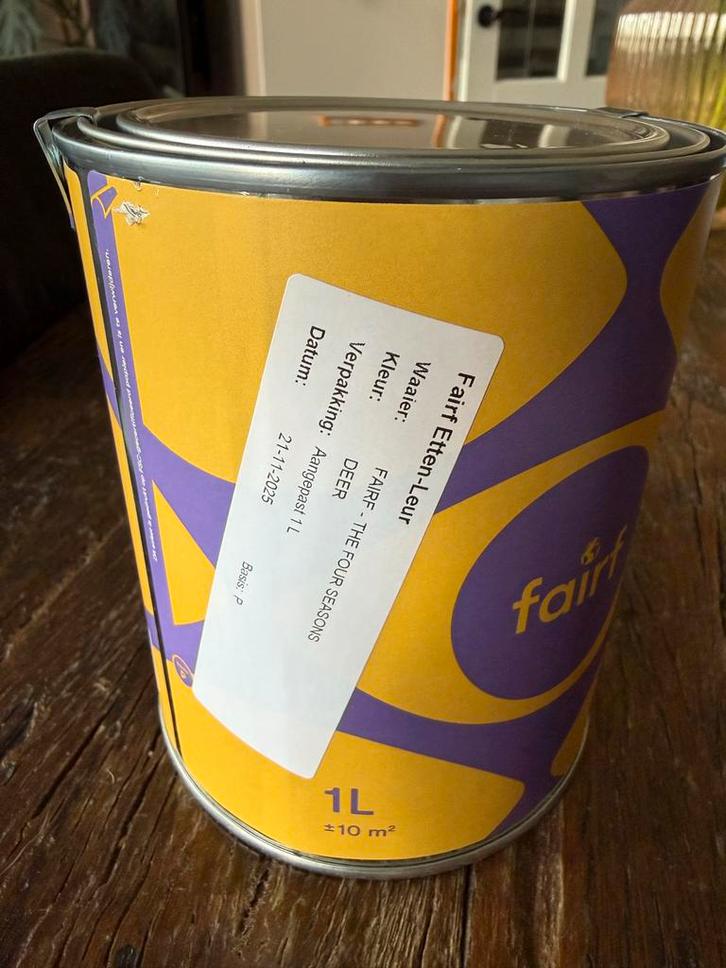 Fairf Etten-Leur
Waaier: FAIRF - THE FOUR SEASONS
Kleur: DEER
Verpakking: Aangepast 1 L
Datum: 21-11-2025
Basis: P
fairf
1L
±10 m²